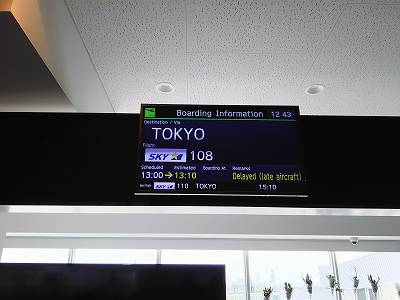 Boarding Information 12 43
Destination / Via
TOKYO
Flight
SKY 108
Scheduled Estimated Boarding At Remarks
13:00 → 13:10 Delayed (late aircraft) .
SKY 110 TOKYO 15:10